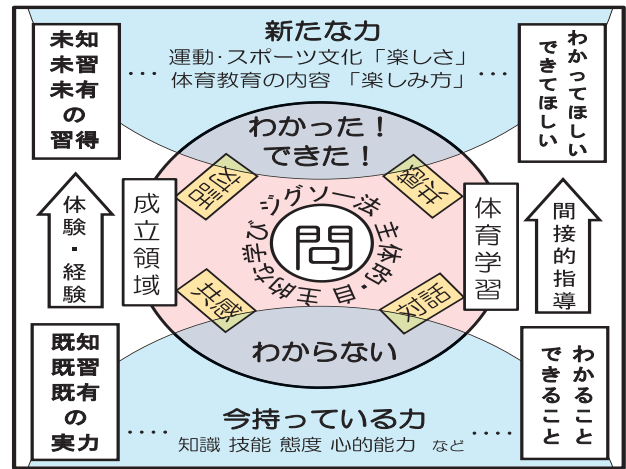 新たな力
運動・スポーツ文化「楽しさ」
体育教育の内容 「楽しみ方」
未知
未習
未有
の
習得
わかってほしい
できてほしい
わかった！
できた！
対話
共感
体験・経験
成立領域
ジグソー法
主体的・自主的な学び
問
体育学習
間接的指導
共感
対話
わからない
既知
既習
既有
の
実力
わかること
できること
今持っている力
知識 技能 態度 心的能力 など